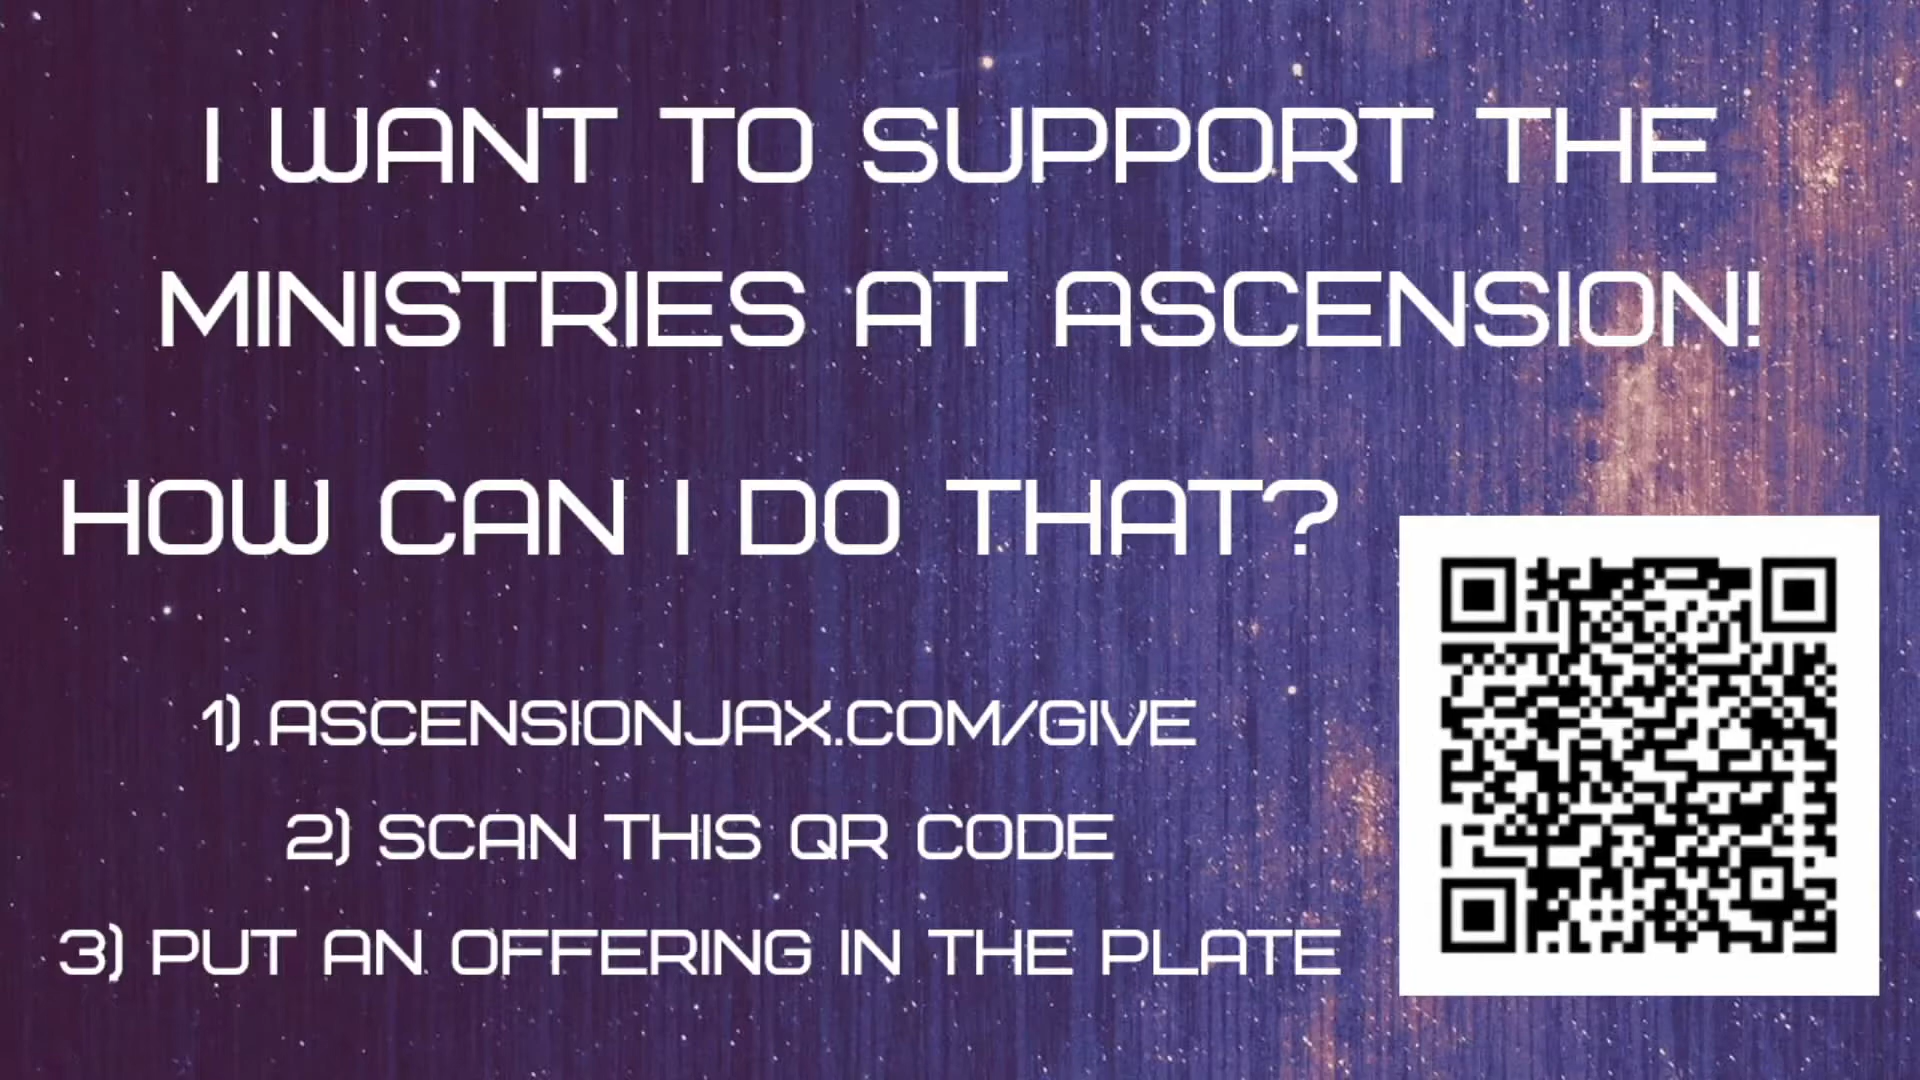 I WANT TO SUPPORT THE
MINISTRIES AT ASCENSION!
HOW CAN I DO THAT?
1) ASCENSIONJAX.COM/GIVE
2) SCAN THIS QR CODE
3) PUT AN OFFERING IN THE PLATE